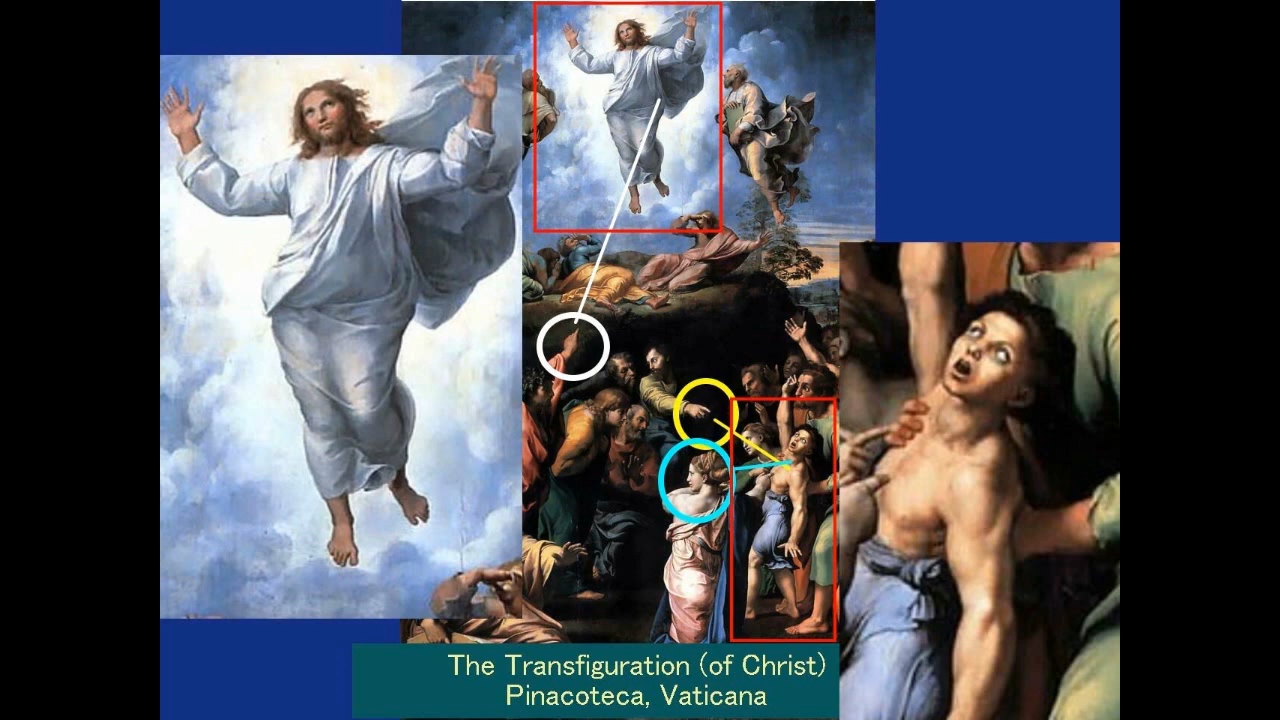 The Transfiguration (of Christ)
Pinacoteca, Vaticana